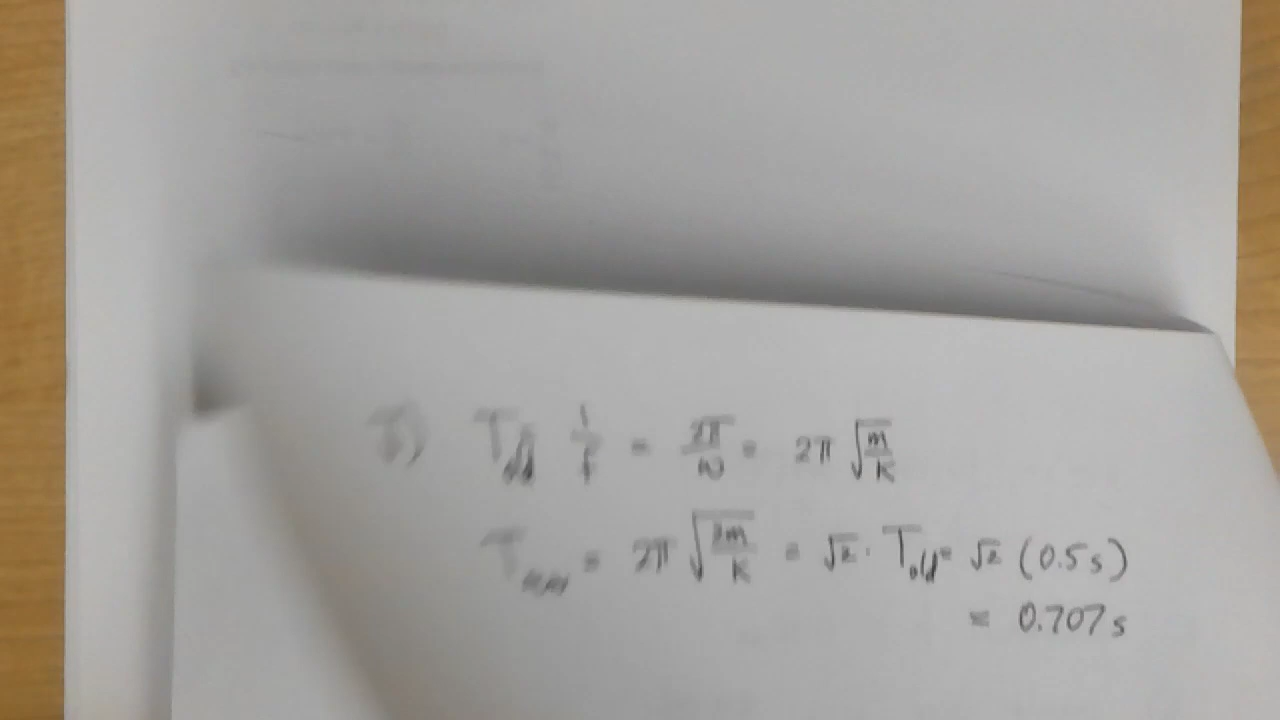 T_old 1/f = 2π/ω = 2π √(m/k)
T_new = 2π √(2m/k) = √2 · T_old = √2 (0.5 s)
= 0.707 s